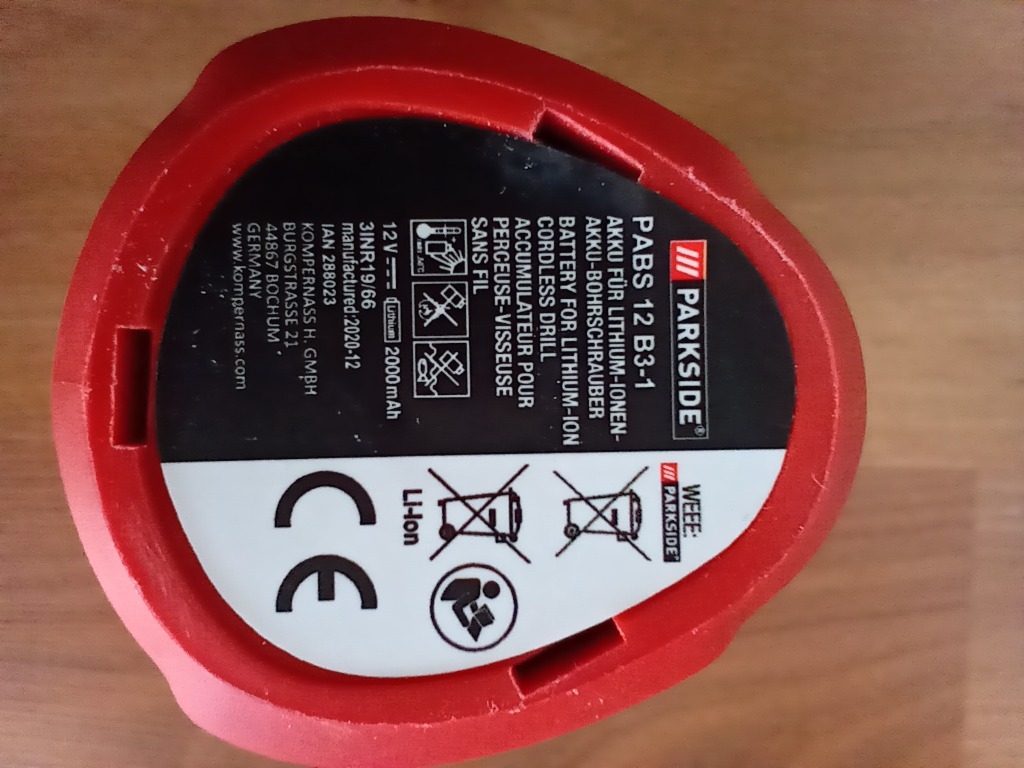 PARKSIDE®
PABS 12 B3-1
AKKU FÜR LITHIUM-IONEN-
AKKU-BOHRSCHRAUBER
BATTERY FOR LITHIUM-ION
CORDLESS DRILL
ACCUMULATEUR POUR
PERCEUSE-VISSEUSE
SANS FIL
12V Lithium 2000mAh
3INR19/66
manufactured:2020-12
IAN 288023
KOMPERNASS H. GMBH
BURGSTRASSE 21
44867 BOCHUM
GERMANY
www.kompernass.com
WEEE:
PARKSIDE®
Li-Ion
CE